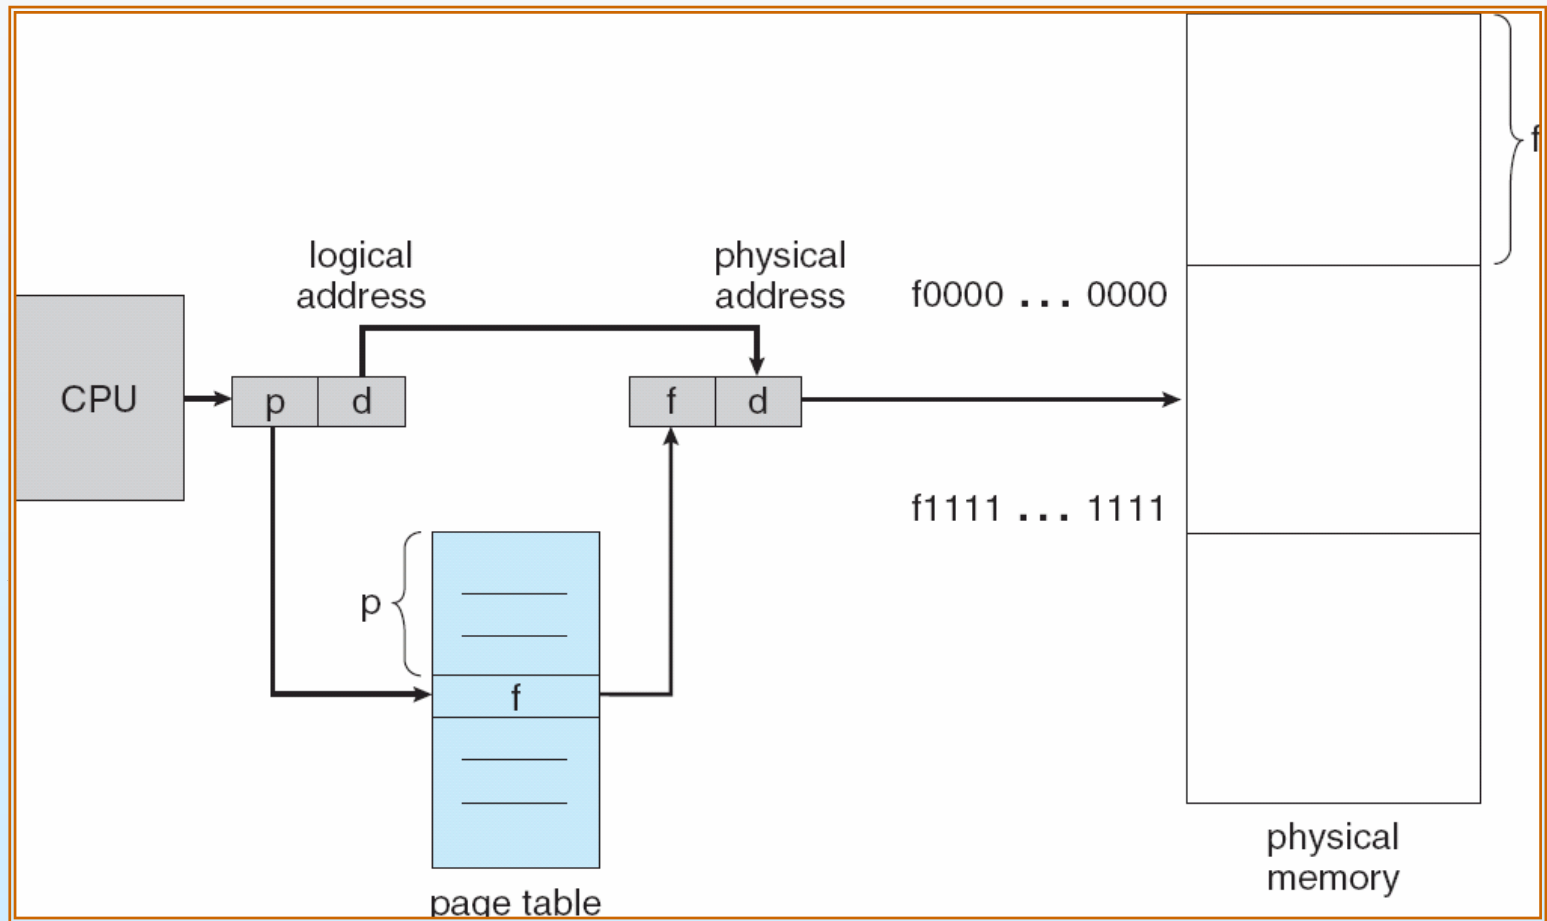 logical
address
physical
address
f0000 ... 0000
f
CPU
p d
f d
f1111 ... 1111
p
f
physical
memory
page table